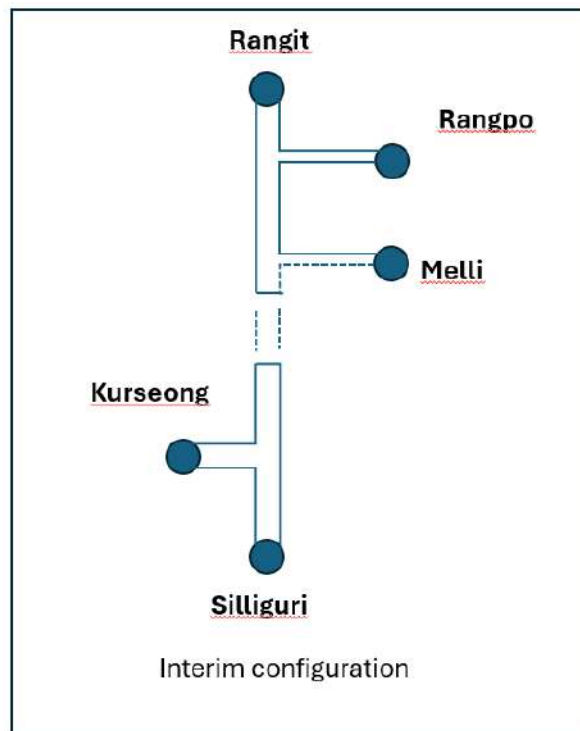 Rangit
Rangpo
Melli
Kurseong
Silliguri
Interim configuration